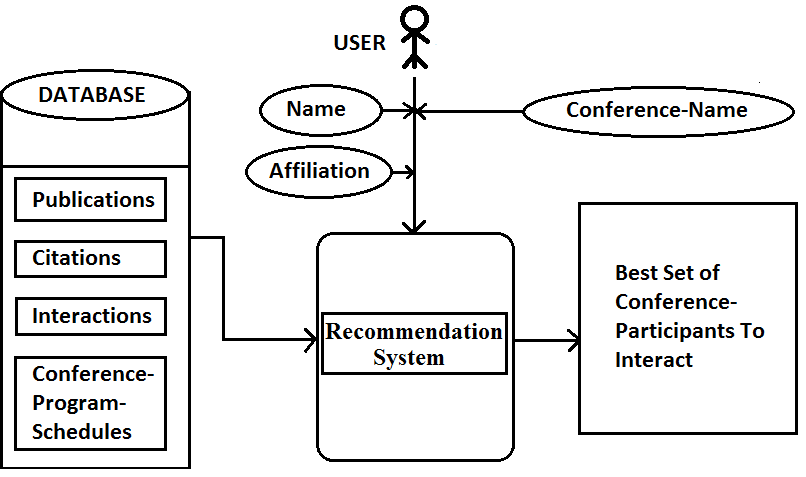 USER
DATABASE
Name
Conference-Name
Affiliation
Publications
Citations
Interactions
Conference-
Program-
Schedules
Recommendation
System
Best Set of
Conference-
Participants To
Interact